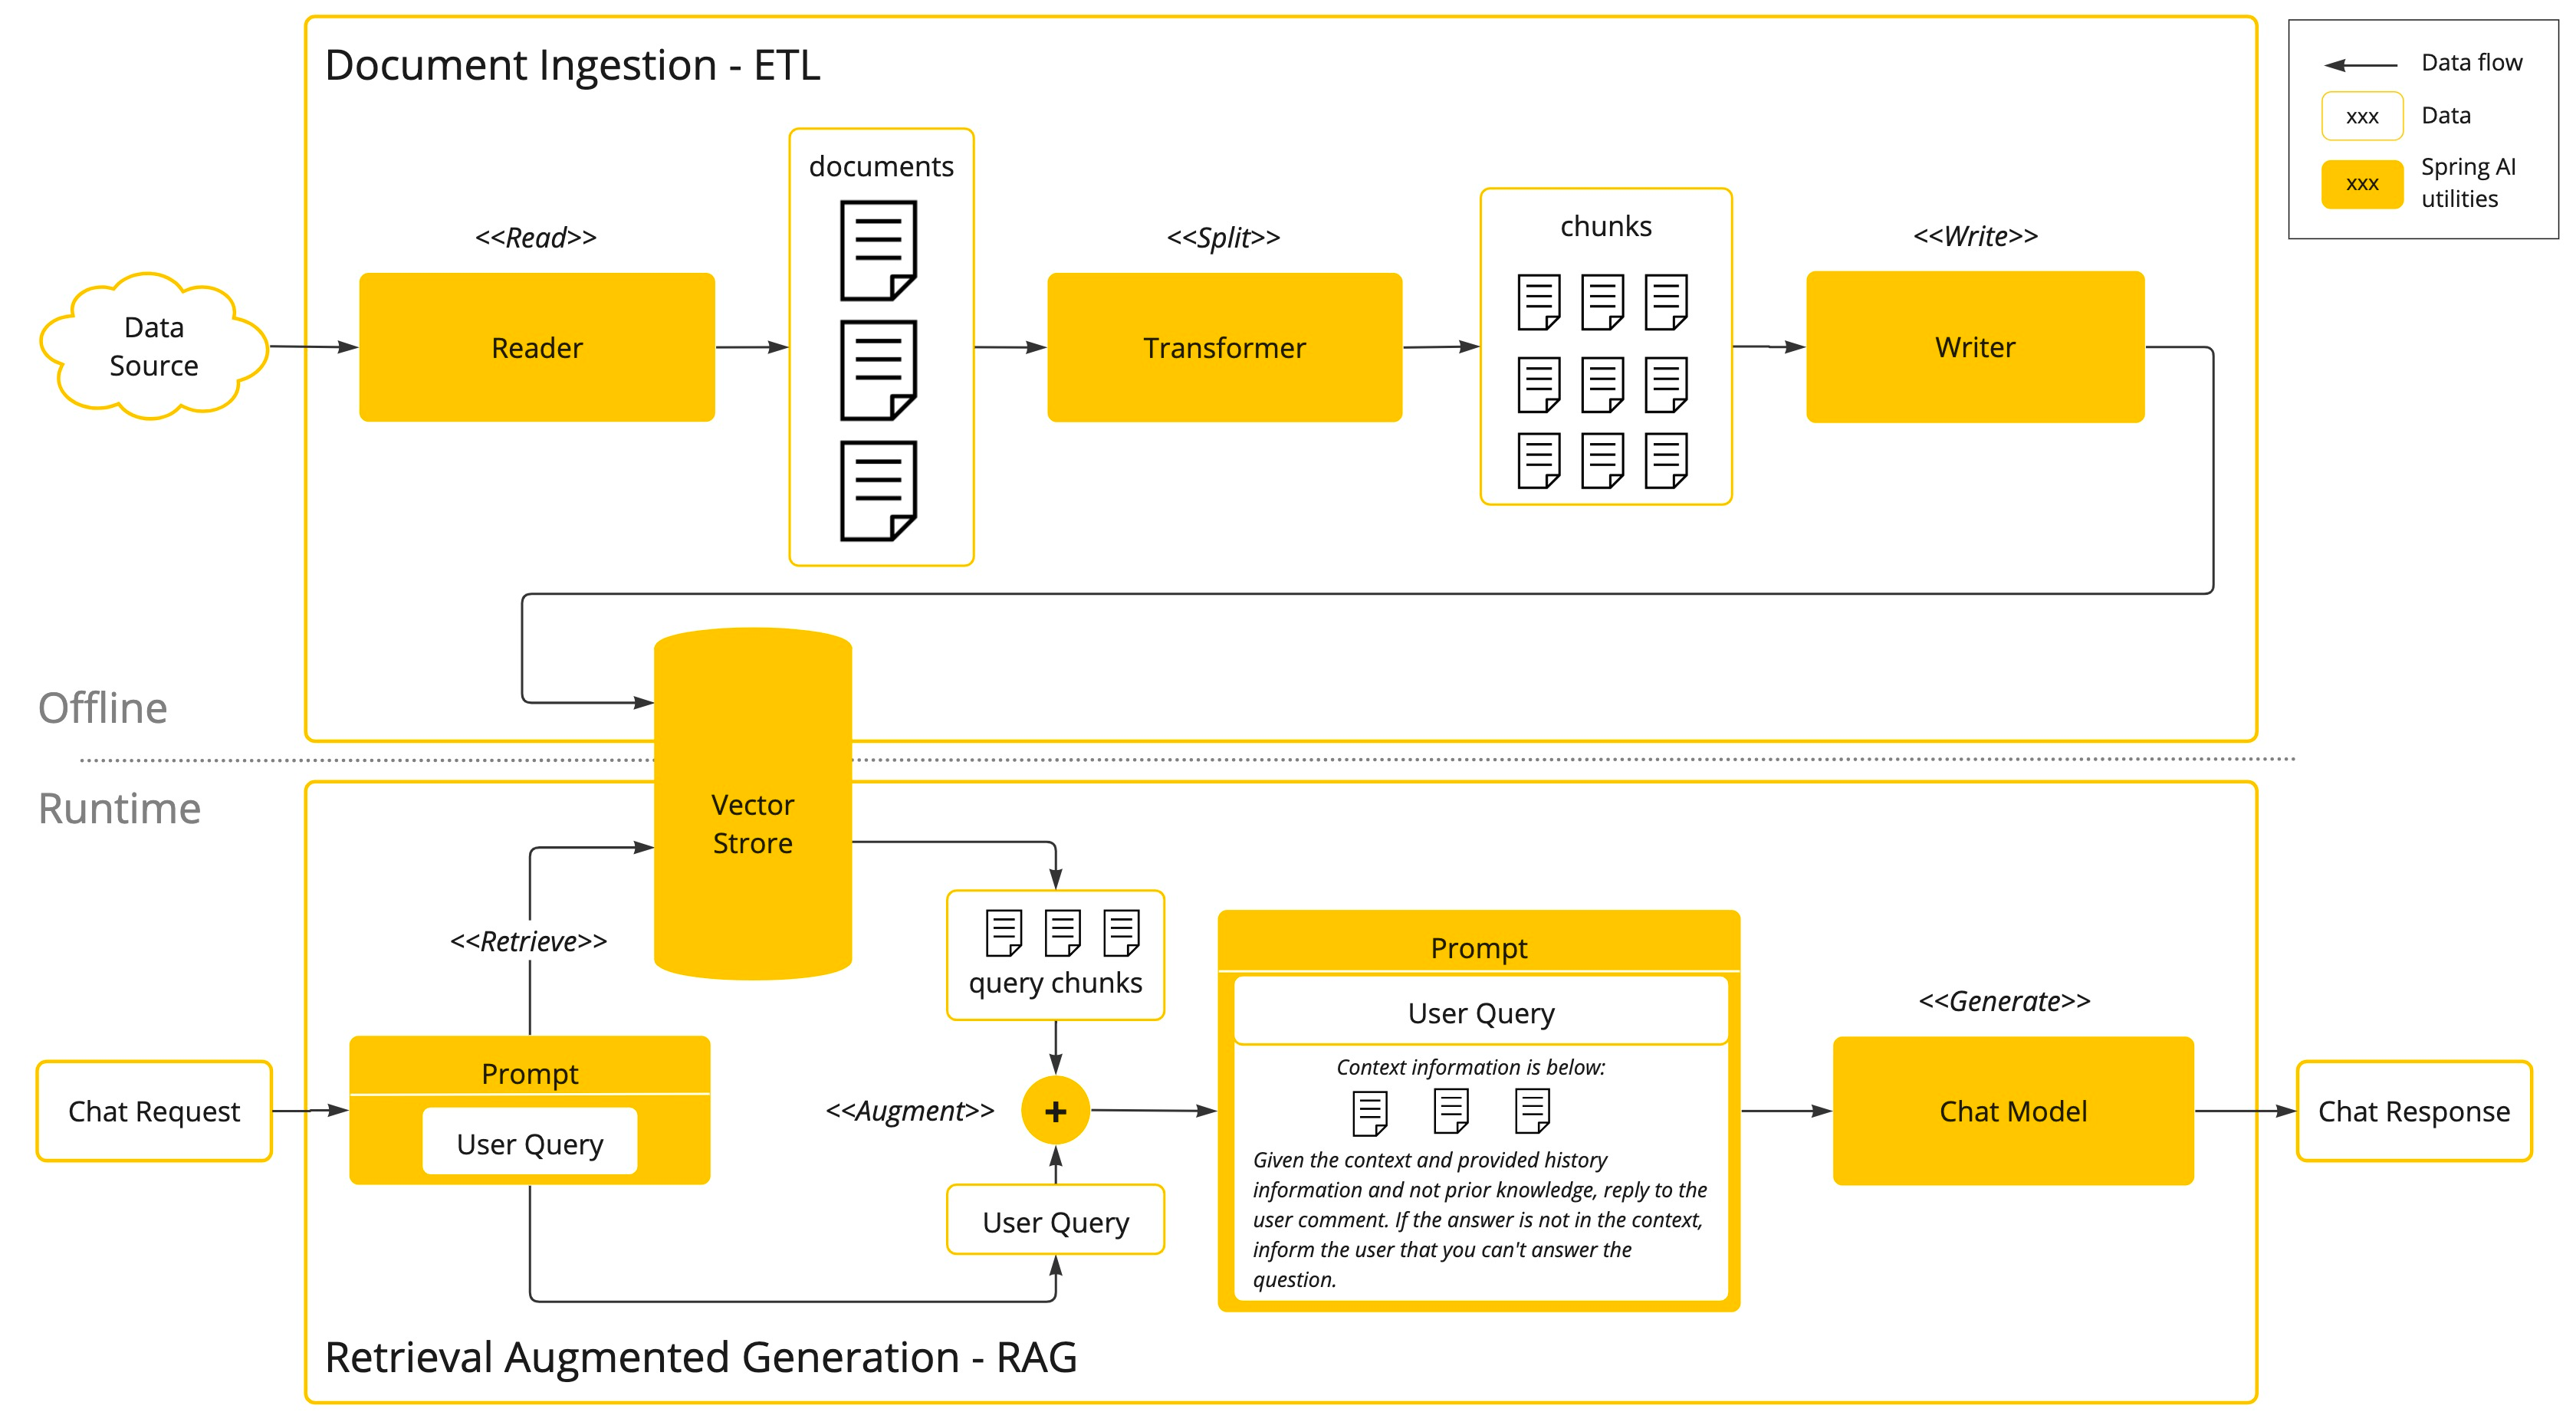 Document Ingestion - ETL
Data flow
xxx
Data
xxx
Spring AI
utilities
documents
chunks
<<Read>>
<<Split>>
<<Write>>
Data
Source
Reader
Transformer
Writer
Offline
Runtime
Vector
Strore
<<Retrieve>>
query chunks
Prompt
User Query
Context information is below:
Given the context and provided history
information and not prior knowledge, reply to the
user comment. If the answer is not in the context,
inform the user that you can't answer the
question.
<<Generate>>
Chat Request
Prompt
User Query
<<Augment>>
+
User Query
Chat Model
Chat Response
Retrieval Augmented Generation - RAG